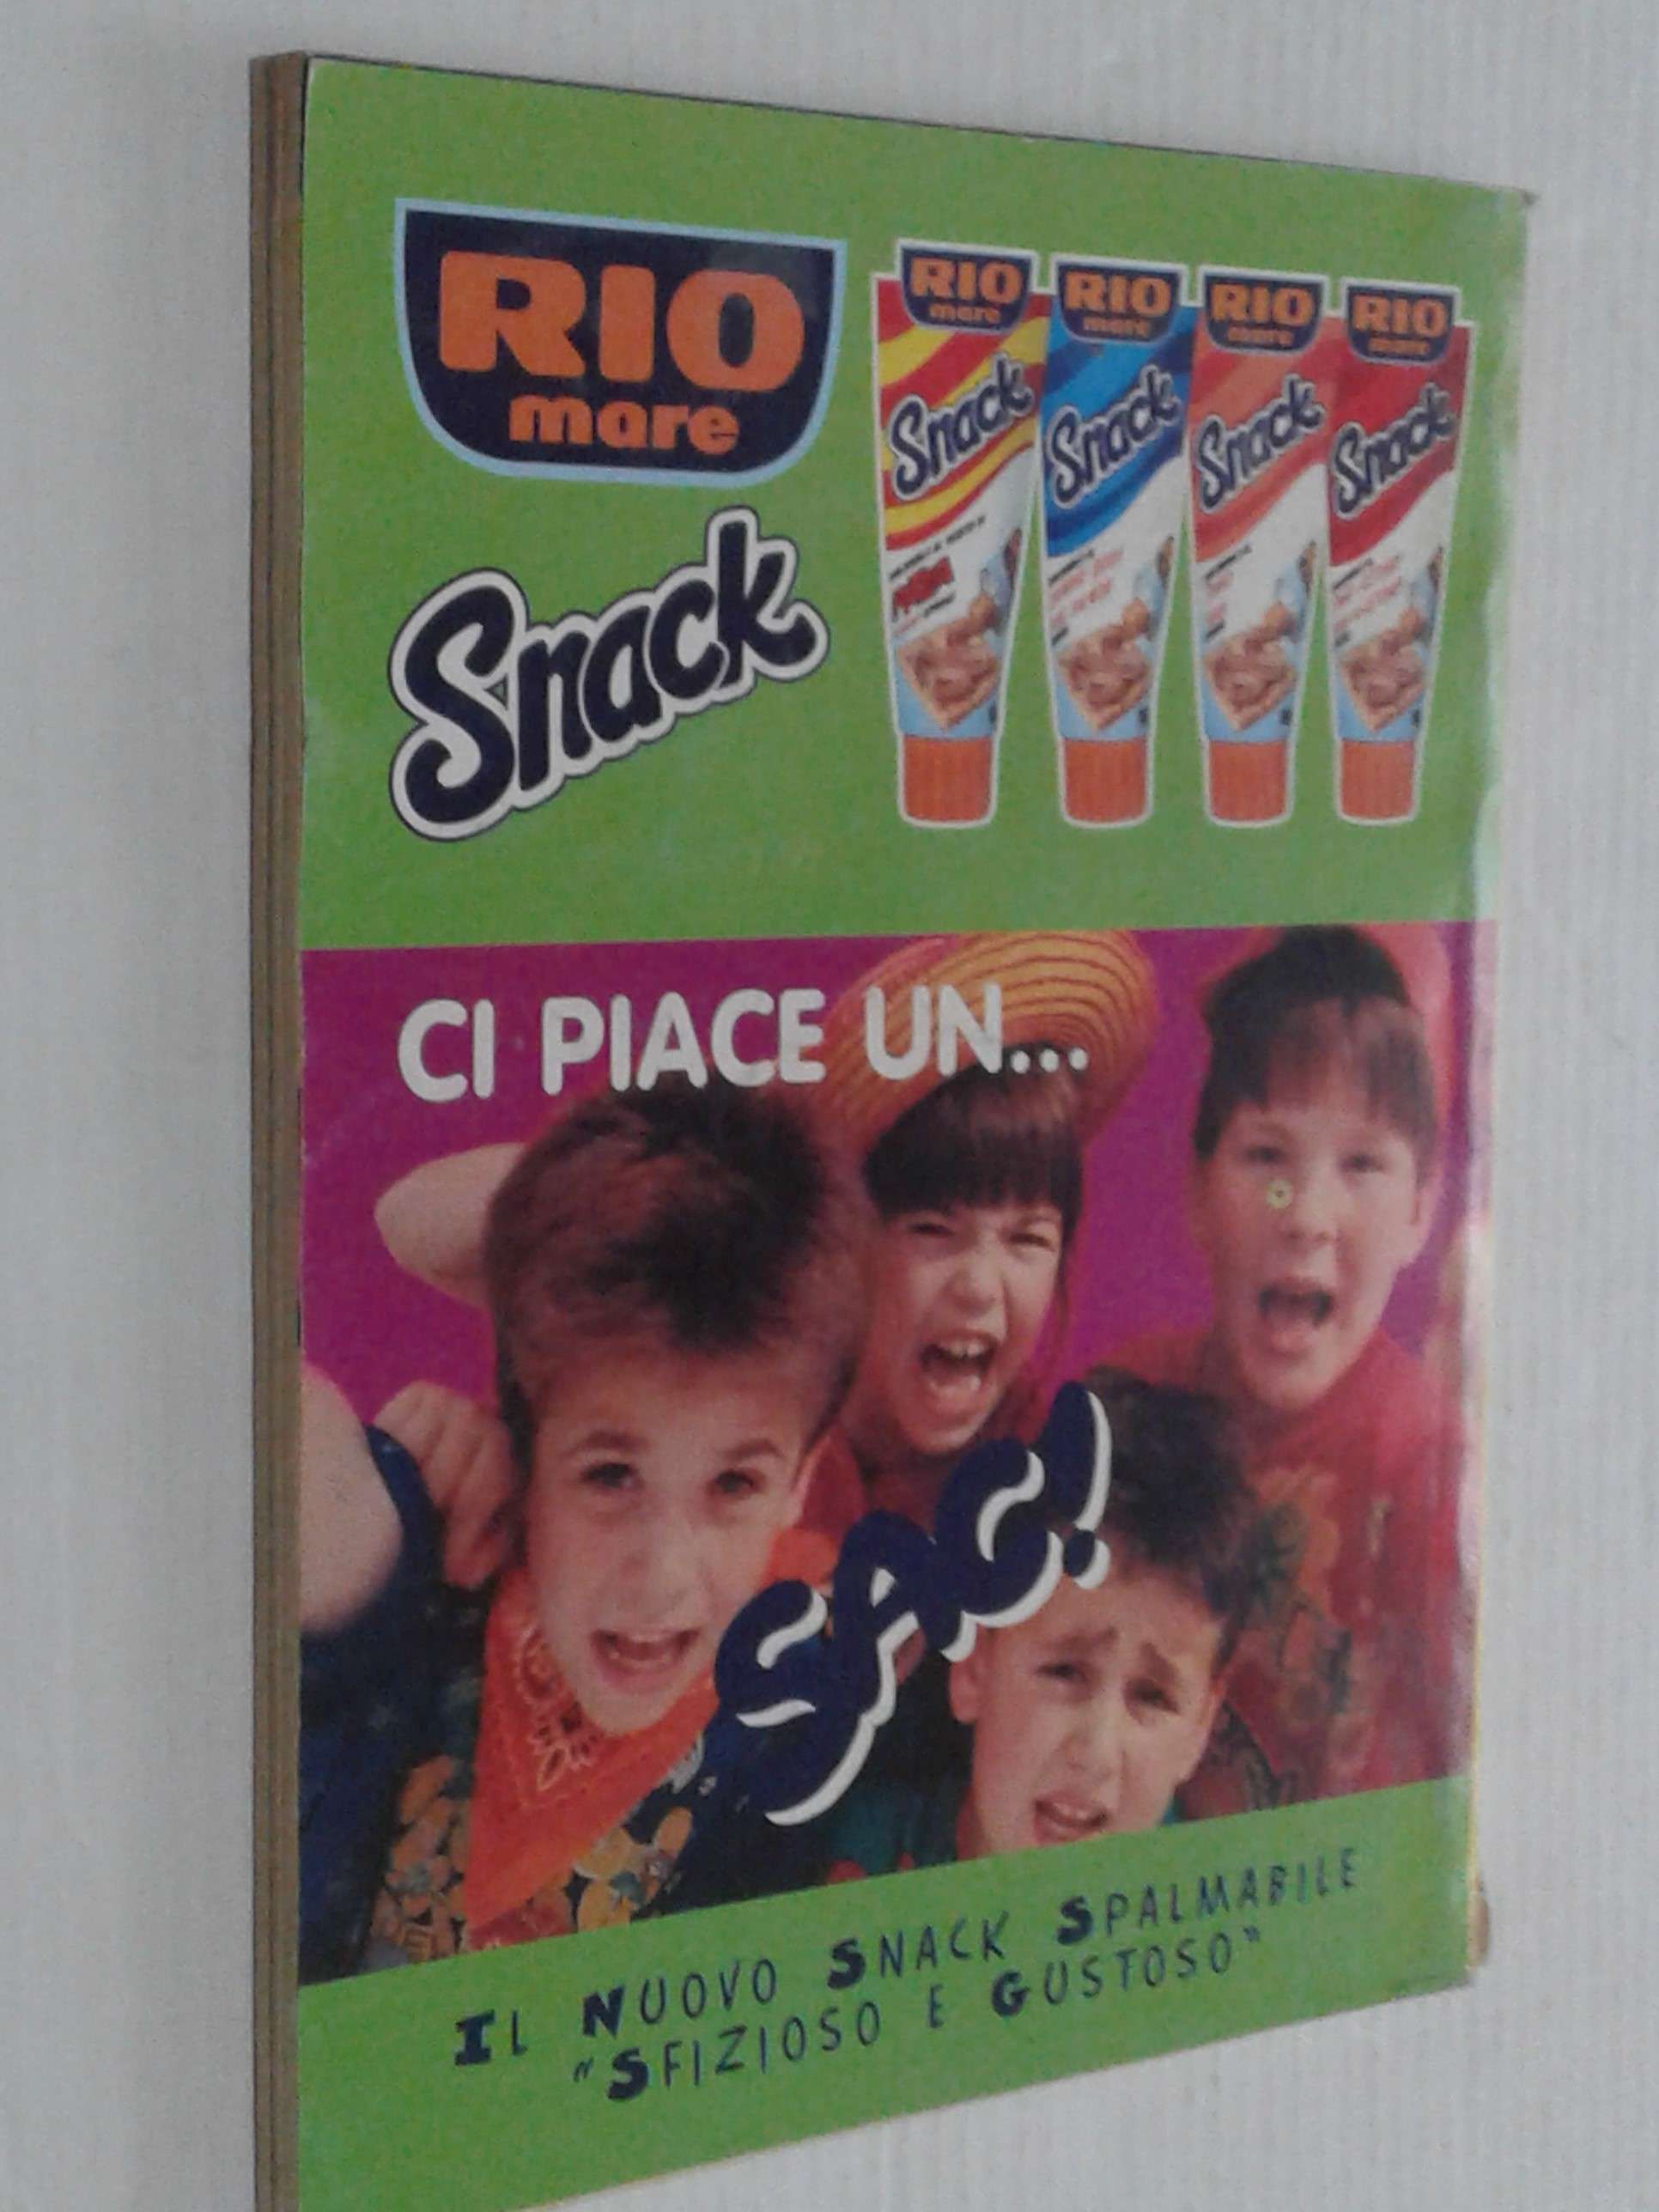 RIO
mare
Snack
RIO
mare
Snack
RIO
mare
Snack
RIO
mare
Snack
RIO
mare
Snack
CI PIACE UN...
SAC!
IL NUOVO SNACK SPALMABILE
"SFIZIOSO E GUSTOSO"